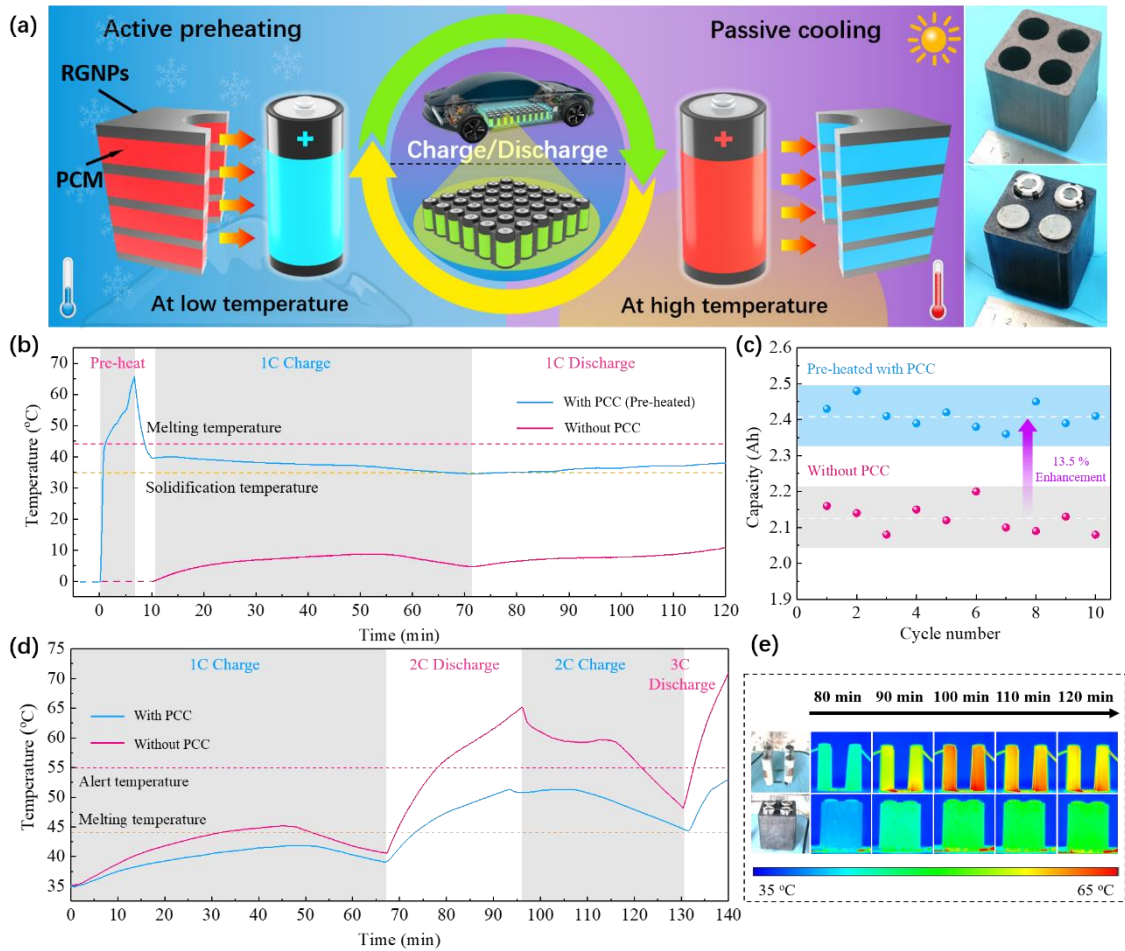 (a)
Active preheating
Passive cooling
RGNPs
PCM
Charge/Discharge
At low temperature
At high temperature
1 2 3
1 2 3
(b)
Pre-heat
1C Charge
1C Discharge
With PCC (Pre-heated)
Without PCC
Melting temperature
Solidification temperature
Temperature (°C)
70
60
50
40
30
20
10
0
0 10 20 30 40 50 60 70 80 90 100 110 120
Time (min)
(c)
Pre-heated with PCC
Without PCC
13.5 %
Enhancement
Capacity (Ah)
2.6
2.5
2.4
2.3
2.2
2.1
2.0
1.9
0 2 4 6 8 10
Cycle number
(d)
1C Charge
2C Discharge
2C Charge
3C
Discharge
With PCC
Without PCC
Alert temperature
Melting temperature
Temperature (°C)
75
70
65
60
55
50
45
40
35
0 10 20 30 40 50 60 70 80 90 100 110 120 130 140
Time (min)
(e)
80 min 90 min 100 min 110 min 120 min
35 °C
65 °C